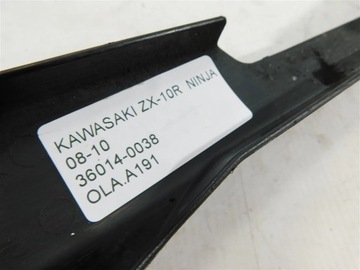 KAWASAKI ZX-10R NINJA
08-10
36014-0038
OLA.A191